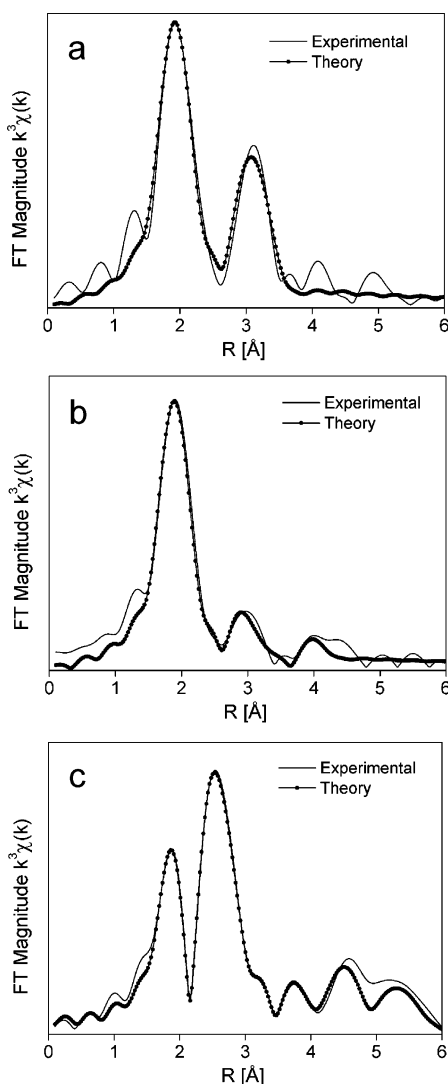 a
Experimental
Theory
FT Magnitude k³χ(k)
0 1 2 3 4 5 6
R [Å]
b
Experimental
Theory
FT Magnitude k³χ(k)
0 1 2 3 4 5 6
R [Å]
c
Experimental
Theory
FT Magnitude k³χ(k)
0 1 2 3 4 5 6
R [Å]